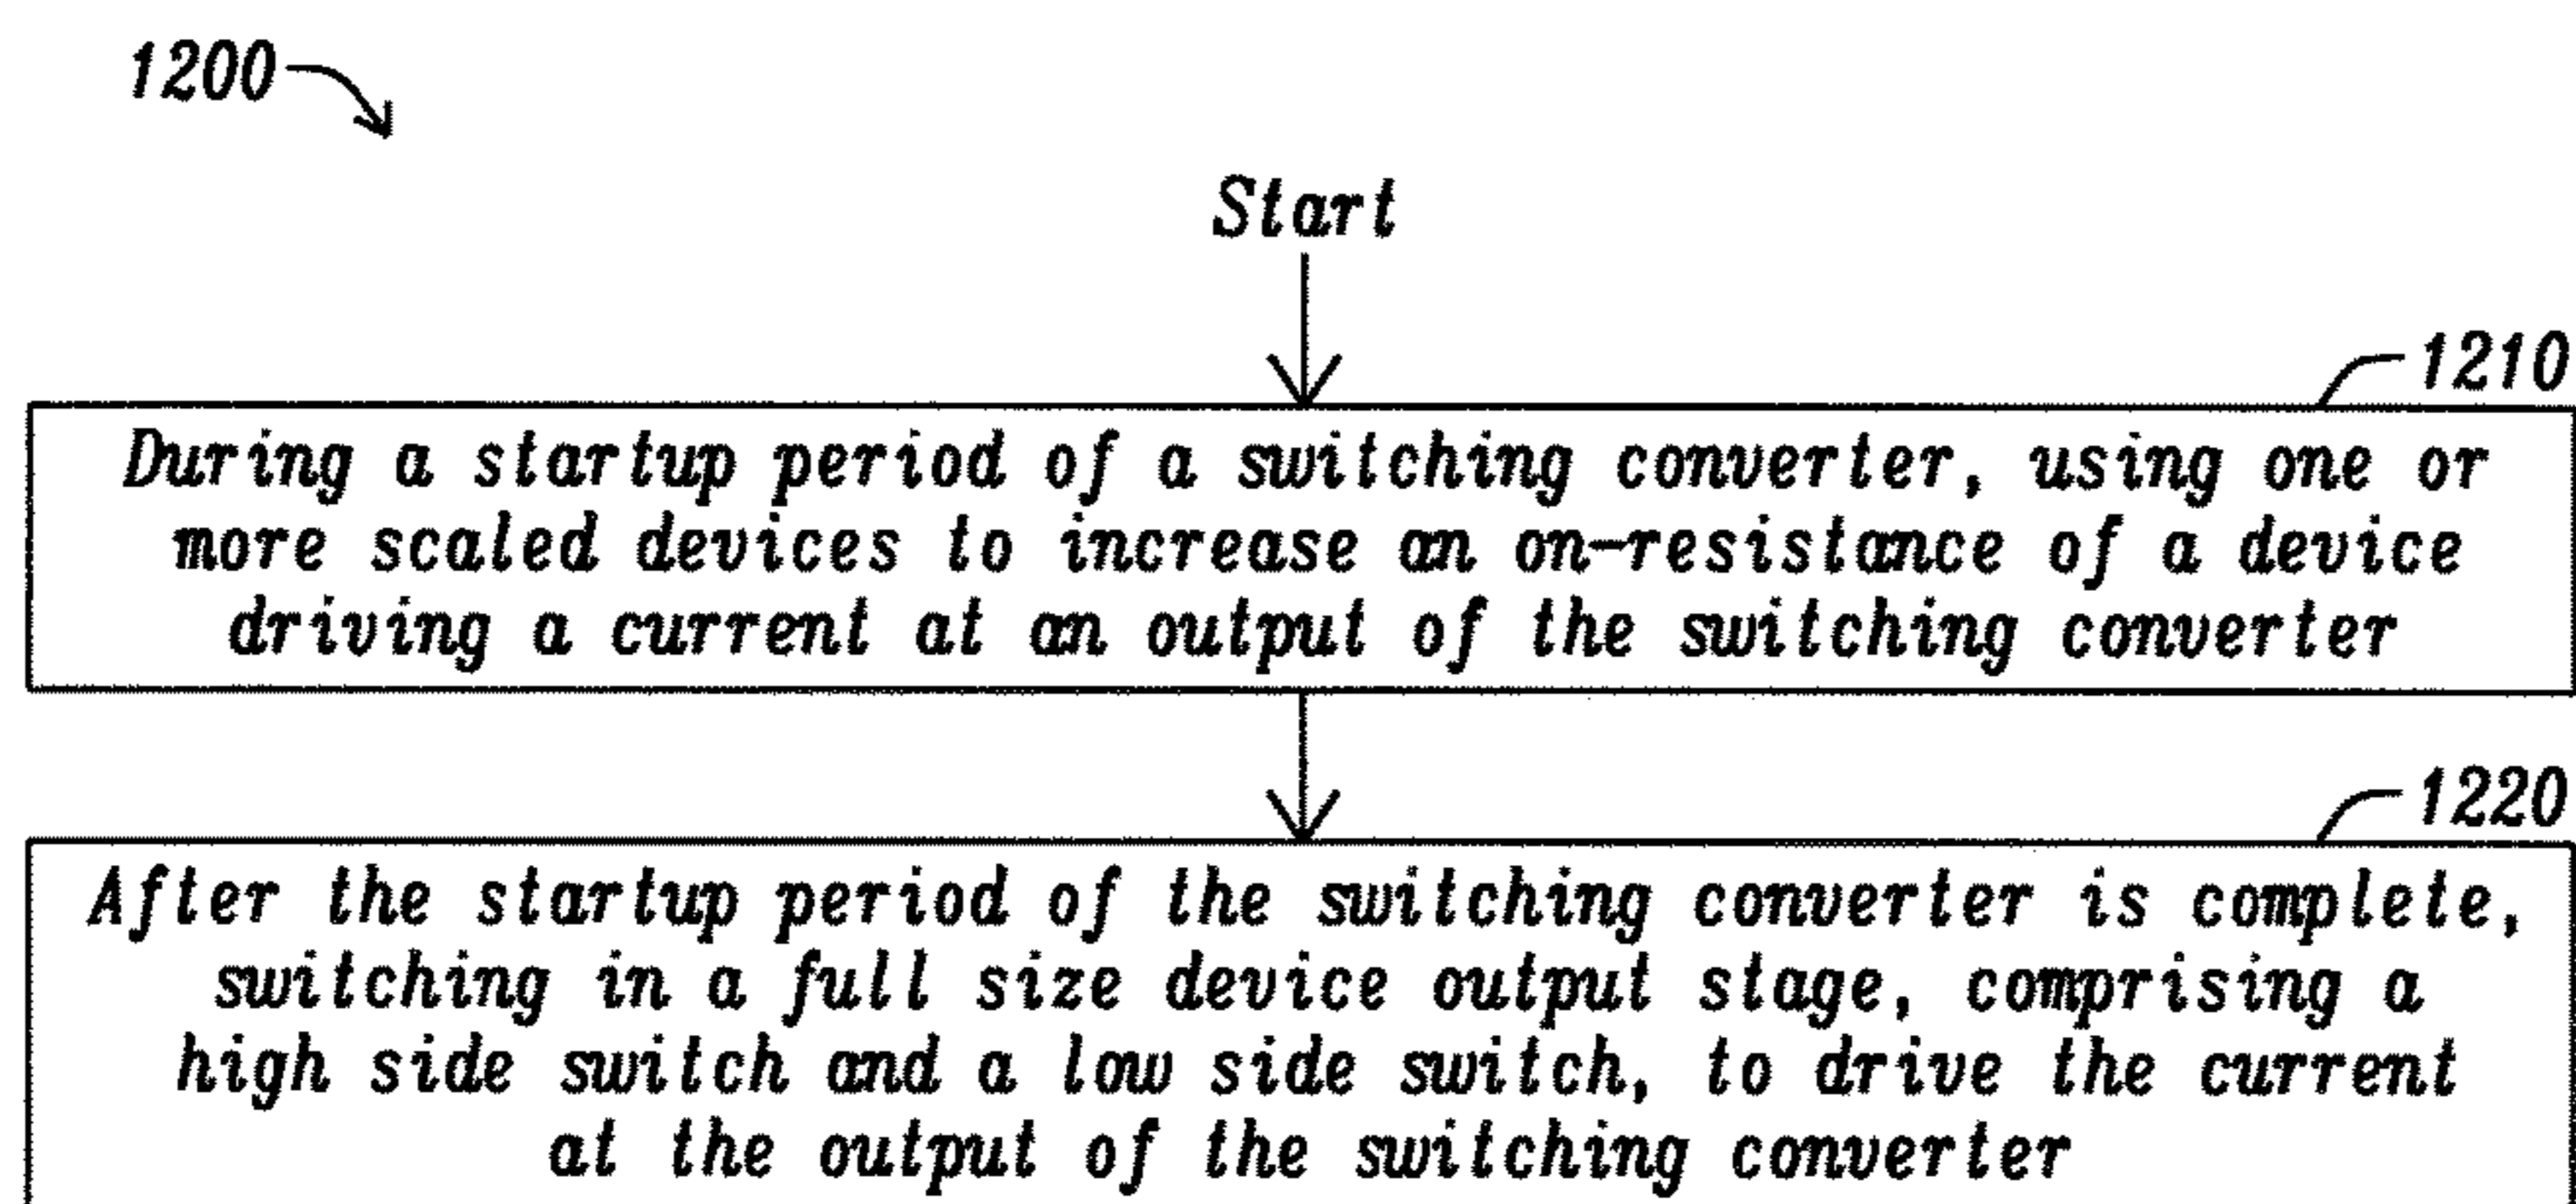 1200
Start
1210
During a startup period of a switching converter, using one or
more scaled devices to increase an on-resistance of a device
driving a current at an output of the switching converter
1220
After the startup period of the switching converter is complete,
switching in a full size device output stage, comprising a
high side switch and a low side switch, to drive the current
at the output of the switching converter